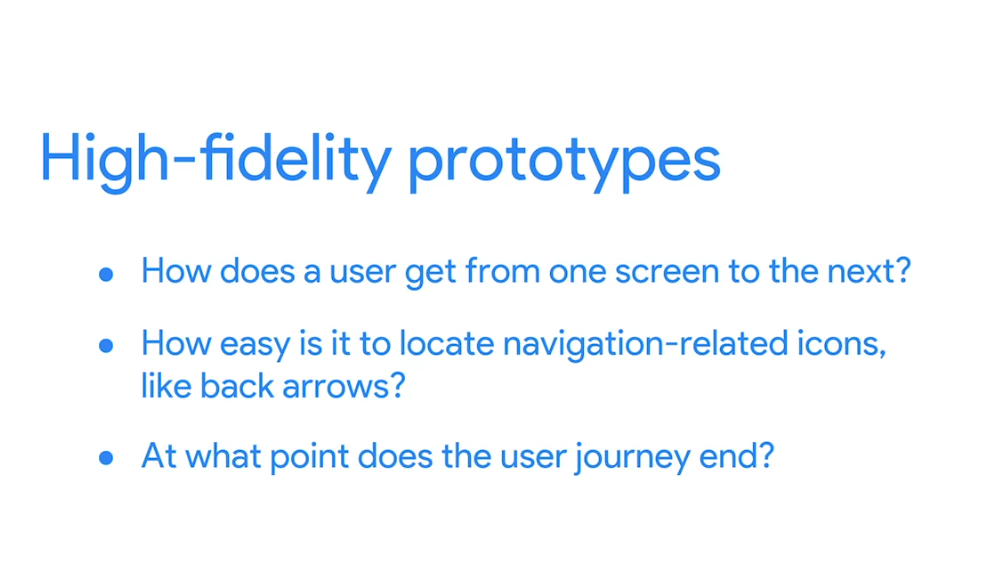 High-fidelity prototypes
● How does a user get from one screen to the next?
● How easy is it to locate navigation-related icons,
like back arrows?
● At what point does the user journey end?